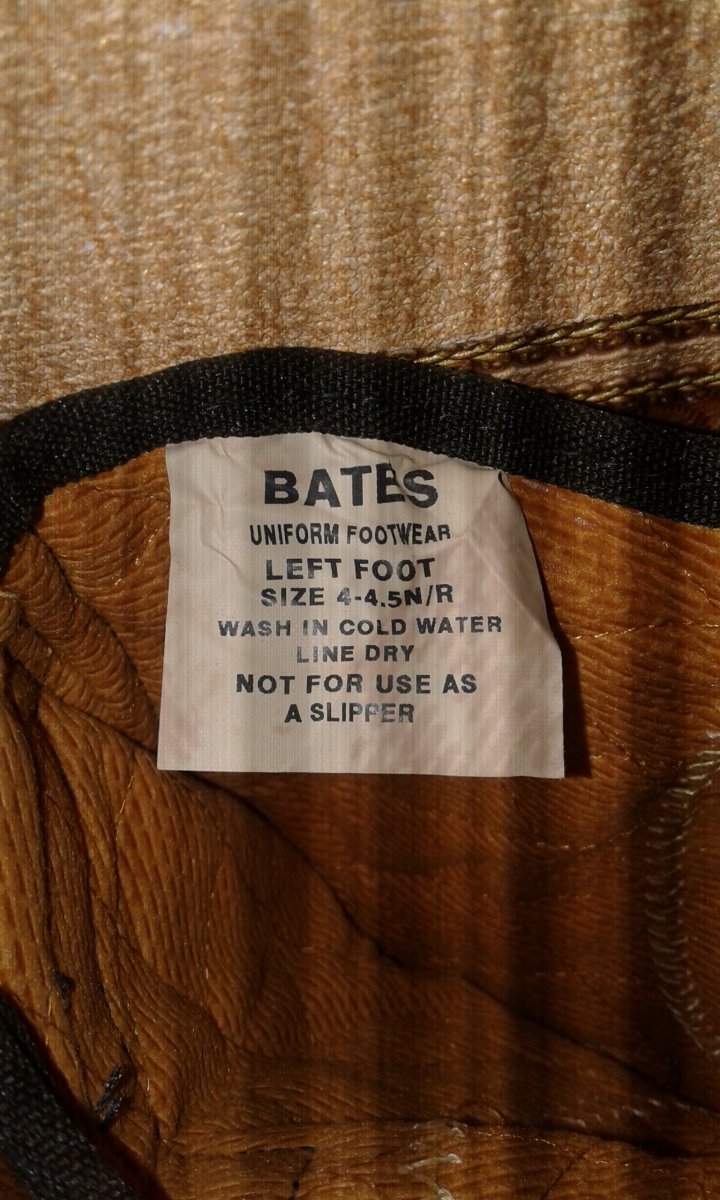 BATES
UNIFORM FOOTWEAR
LEFT FOOT
SIZE 4-4.5N/R
WASH IN COLD WATER
LINE DRY
NOT FOR USE AS
A SLIPPER